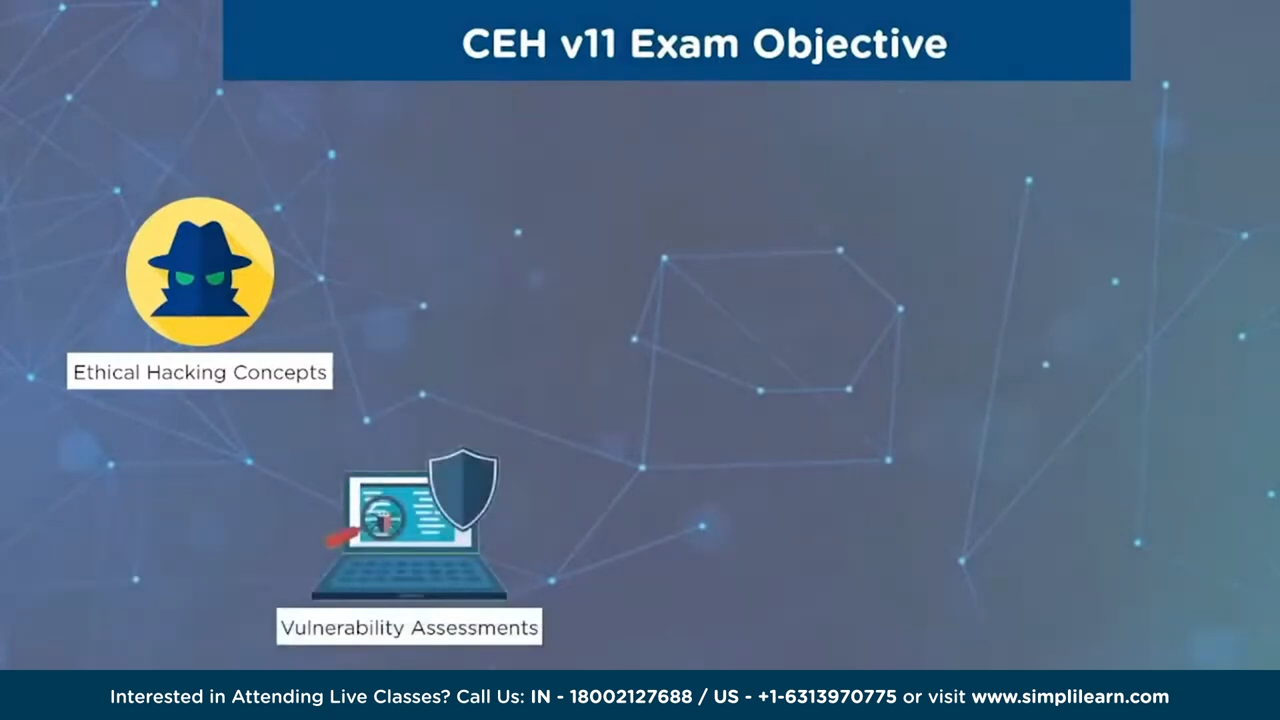 CEH v11 Exam Objective
Ethical Hacking Concepts
Vulnerability Assessments
Interested in Attending Live Classes? Call Us: IN - 18002127688 / US - +1-6313970775 or visit www.simplilearn.com